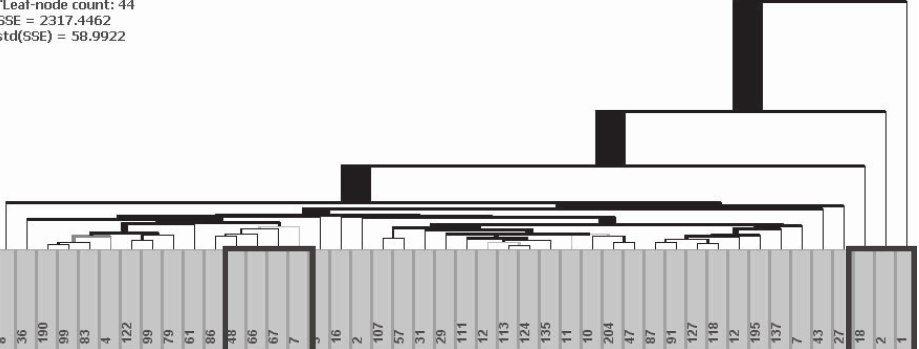 Leaf-node count: 44
SSE = 2317.4462
std(SSE) = 58.9922
8 36 190 99 83 4 122 99 79 61 86 48 66 67 7 16 2 107 57 31 29 111 12 113 124 135 11 10 204 47 87 91 127 118 12 195 137 7 43 27 18 2 1